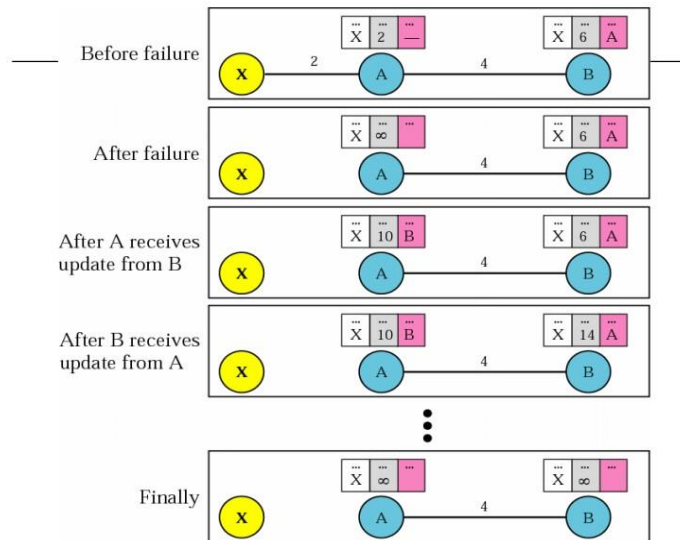 Before failure
... ... ...
X 2 —
... ... ...
X 6 A
X
2
A
4
B
After failure
... ... ...
X ∞
... ... ...
X 6 A
X
A
4
B
After A receives
update from B
... ... ...
X 10 B
... ... ...
X 6 A
X
A
4
B
After B receives
update from A
... ... ...
X 10 B
... ... ...
X 14 A
X
A
4
B
Finally
... ... ...
X ∞
... ... ...
X ∞
X
A
4
B